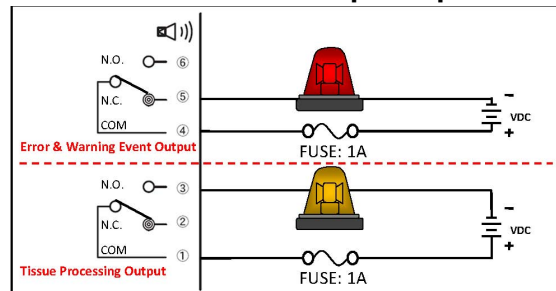 N.O. ⑥
N.C. ⑤
COM ④
Error & Warning Event Output
FUSE: 1A
- VDC +
N.O. ③
N.C. ②
COM ①
Tissue Processing Output
FUSE: 1A
- VDC +